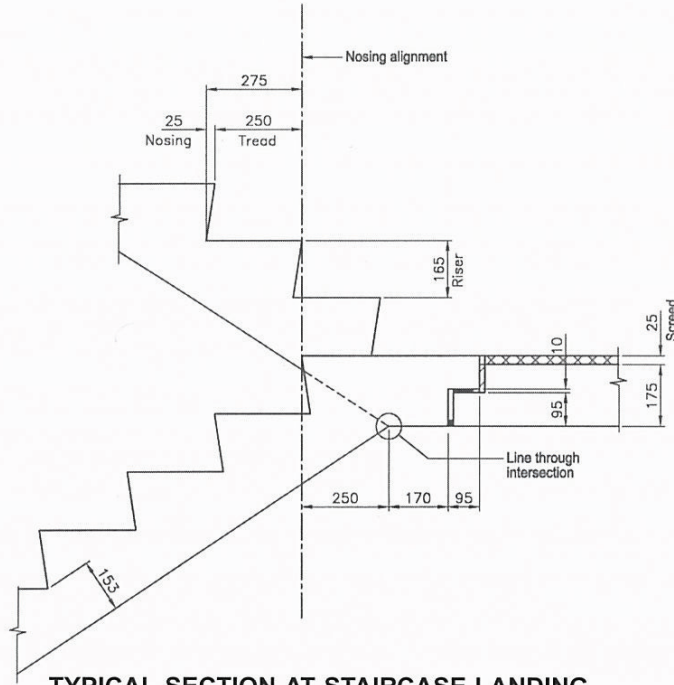 Nosing alignment
275
25
250
Nosing
Tread
165
Riser
25
Screed
10
175
95
Line through
intersection
250
170
95
153
TYPICAL SECTION AT STAIRCASE LANDING